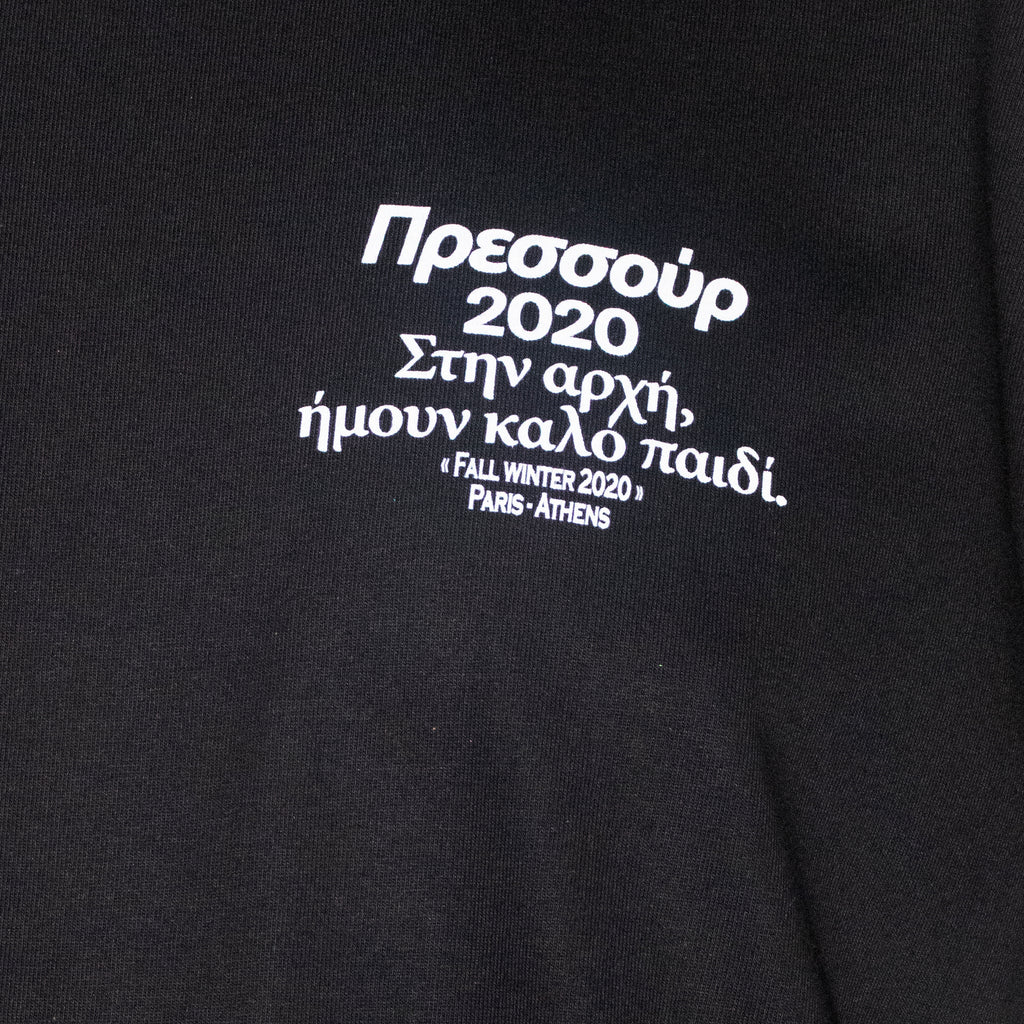 Πρεσσούρ
2020
Στην αρχή,
ήμουν καλό παιδί.
« FALL WINTER 2020 »
PARIS - ATHENS